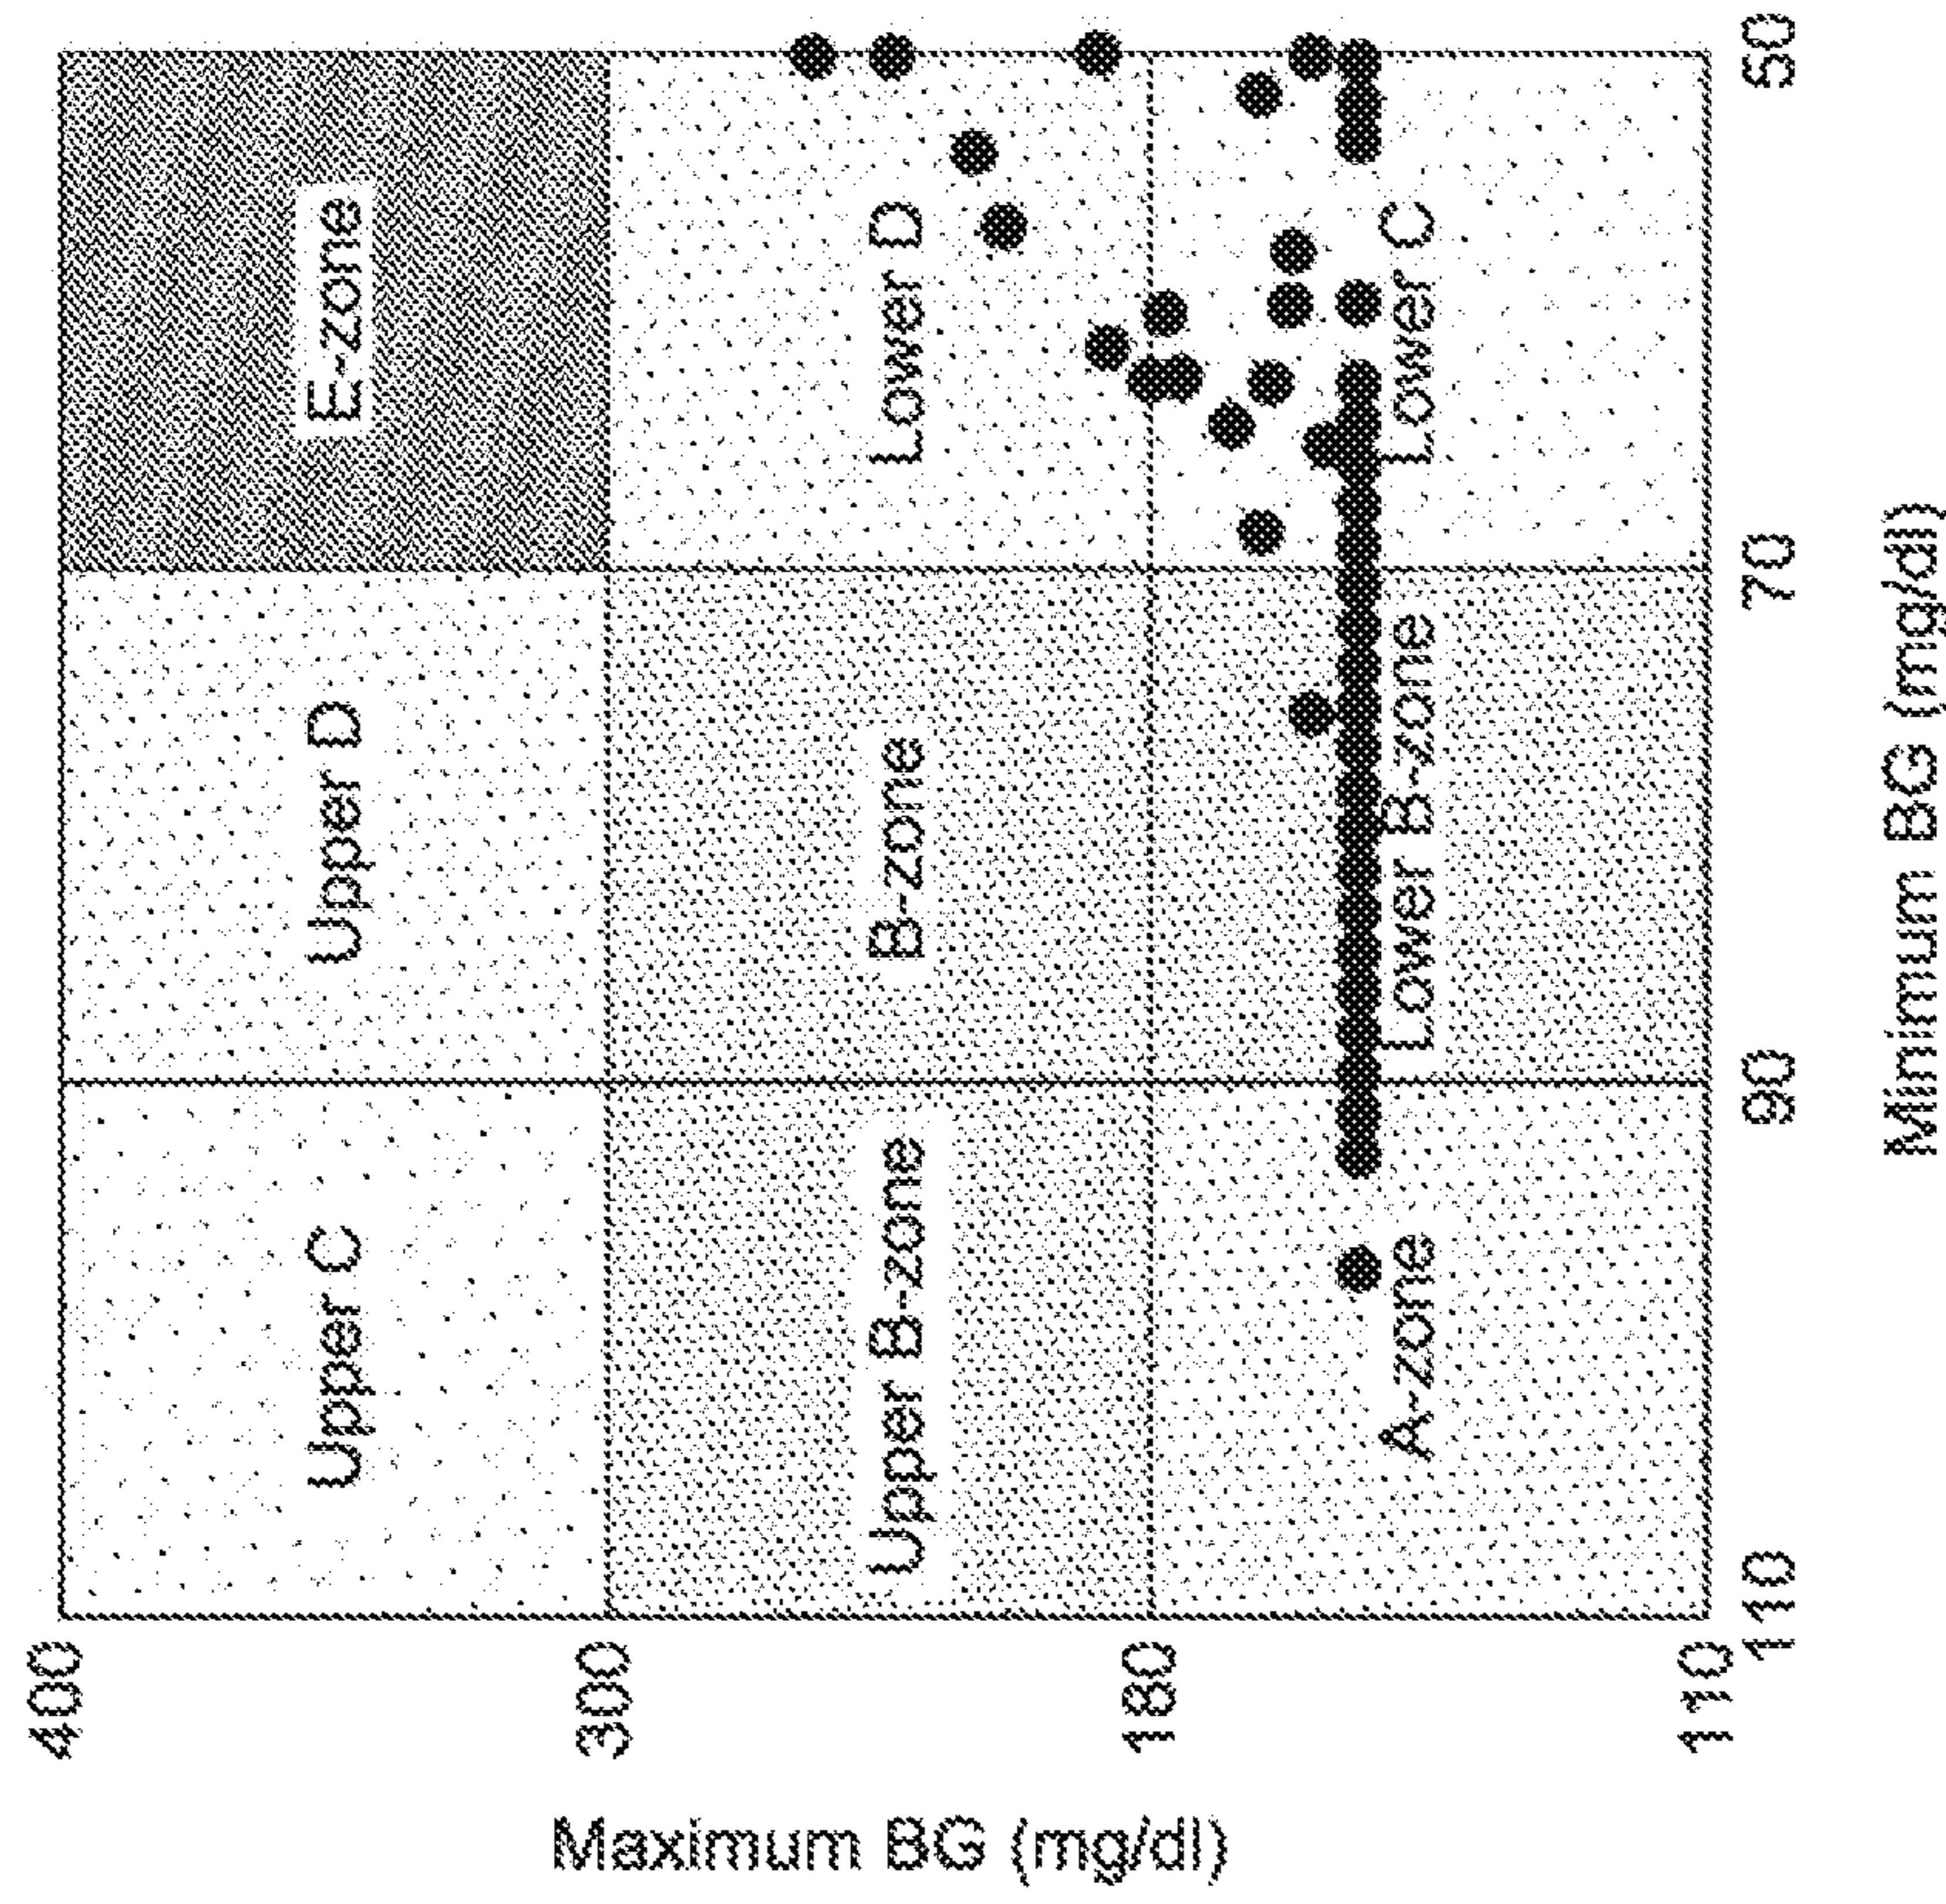 Maximum BG (mg/dl)
400
300
180
110
Upper C
Upper D
E-zone
Upper B-zone
B-zone
Lower D
A-zone
Lower B-zone
Lower C
110
90
70
50
Minimum BG (mg/dl)